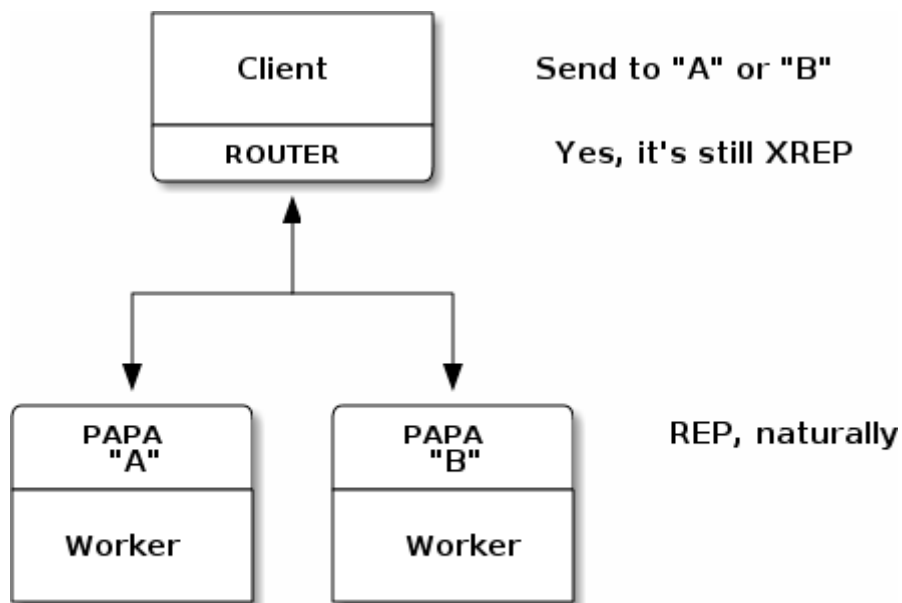 Client
Send to "A" or "B"
ROUTER
Yes, it's still XREP
PAPA
"A"
PAPA
"B"
REP, naturally
Worker
Worker